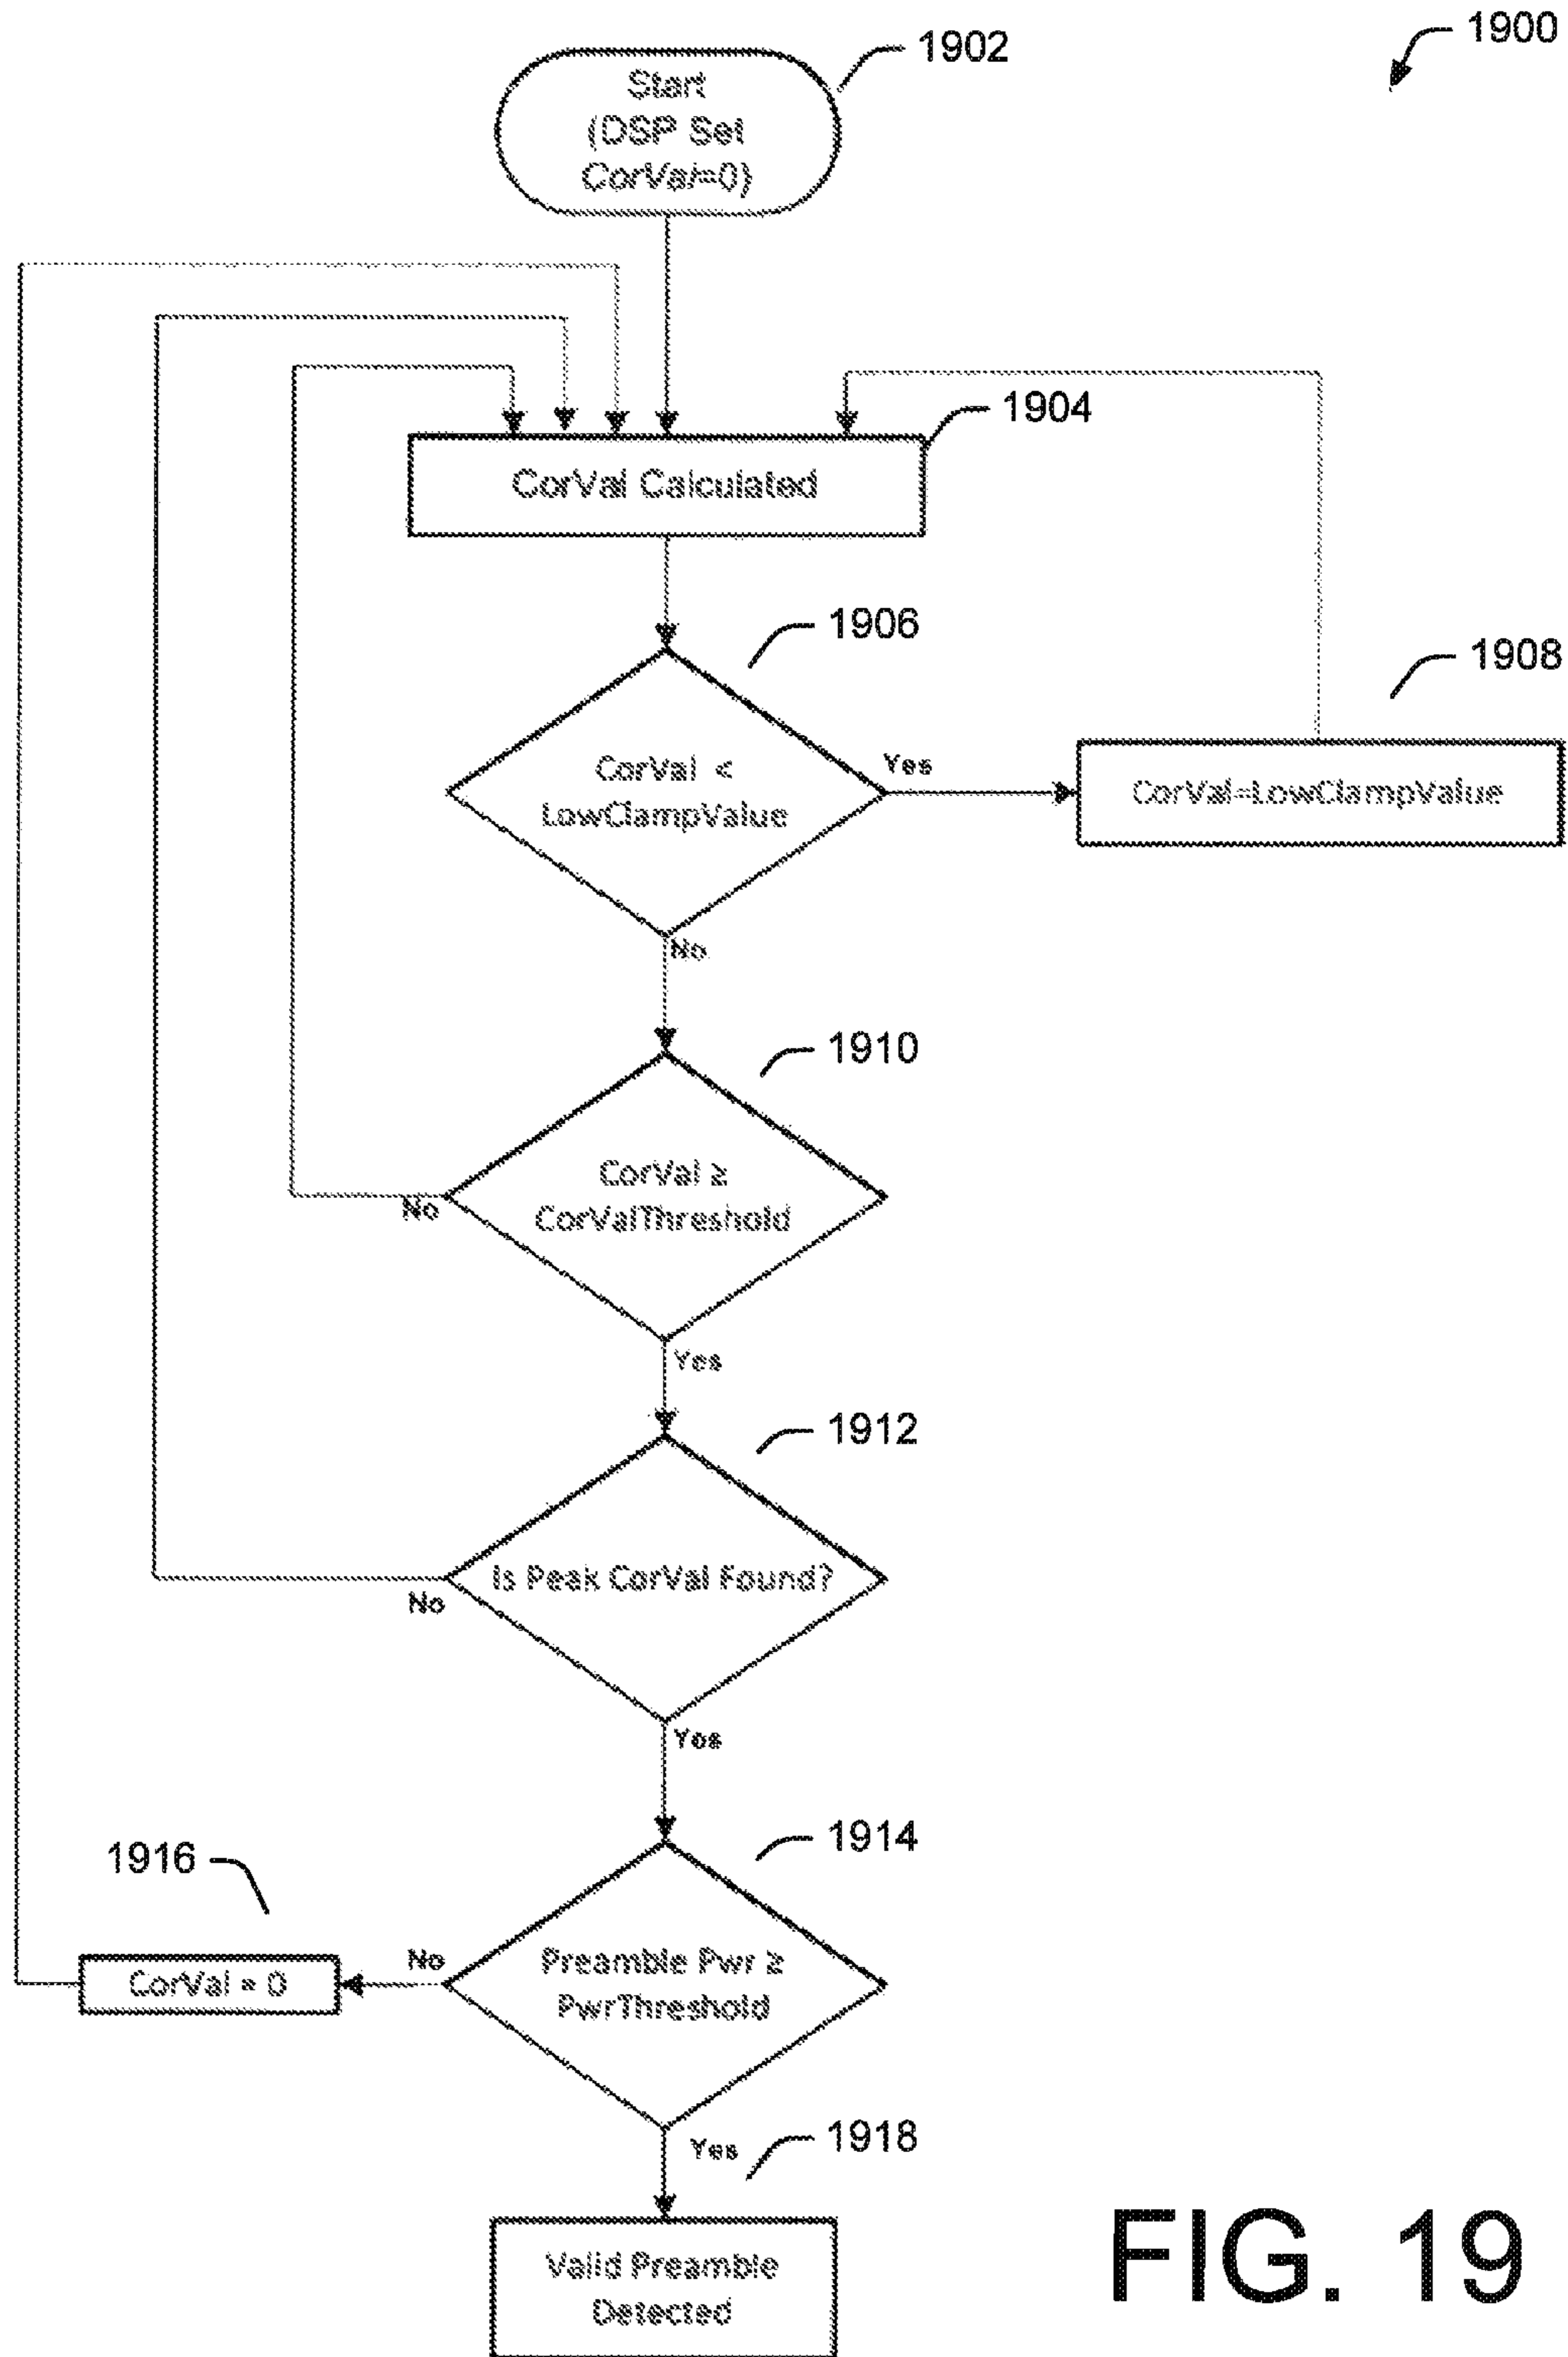 1900
1902
Start
(DSP Set
CorVal=0)
1904
CorVal Calculated
1906
1908
CorVal <
LowClampValue
Yes
CorVal=LowClampValue
No
1910
CorVal ≥
CorValThreshold
No
Yes
1912
Is Peak CorVal Found?
No
Yes
1914
1916
Preamble Pwr ≥
PwrThreshold
No
CorVal = 0
Yes
1918
Valid Preamble
Detected
FIG. 19